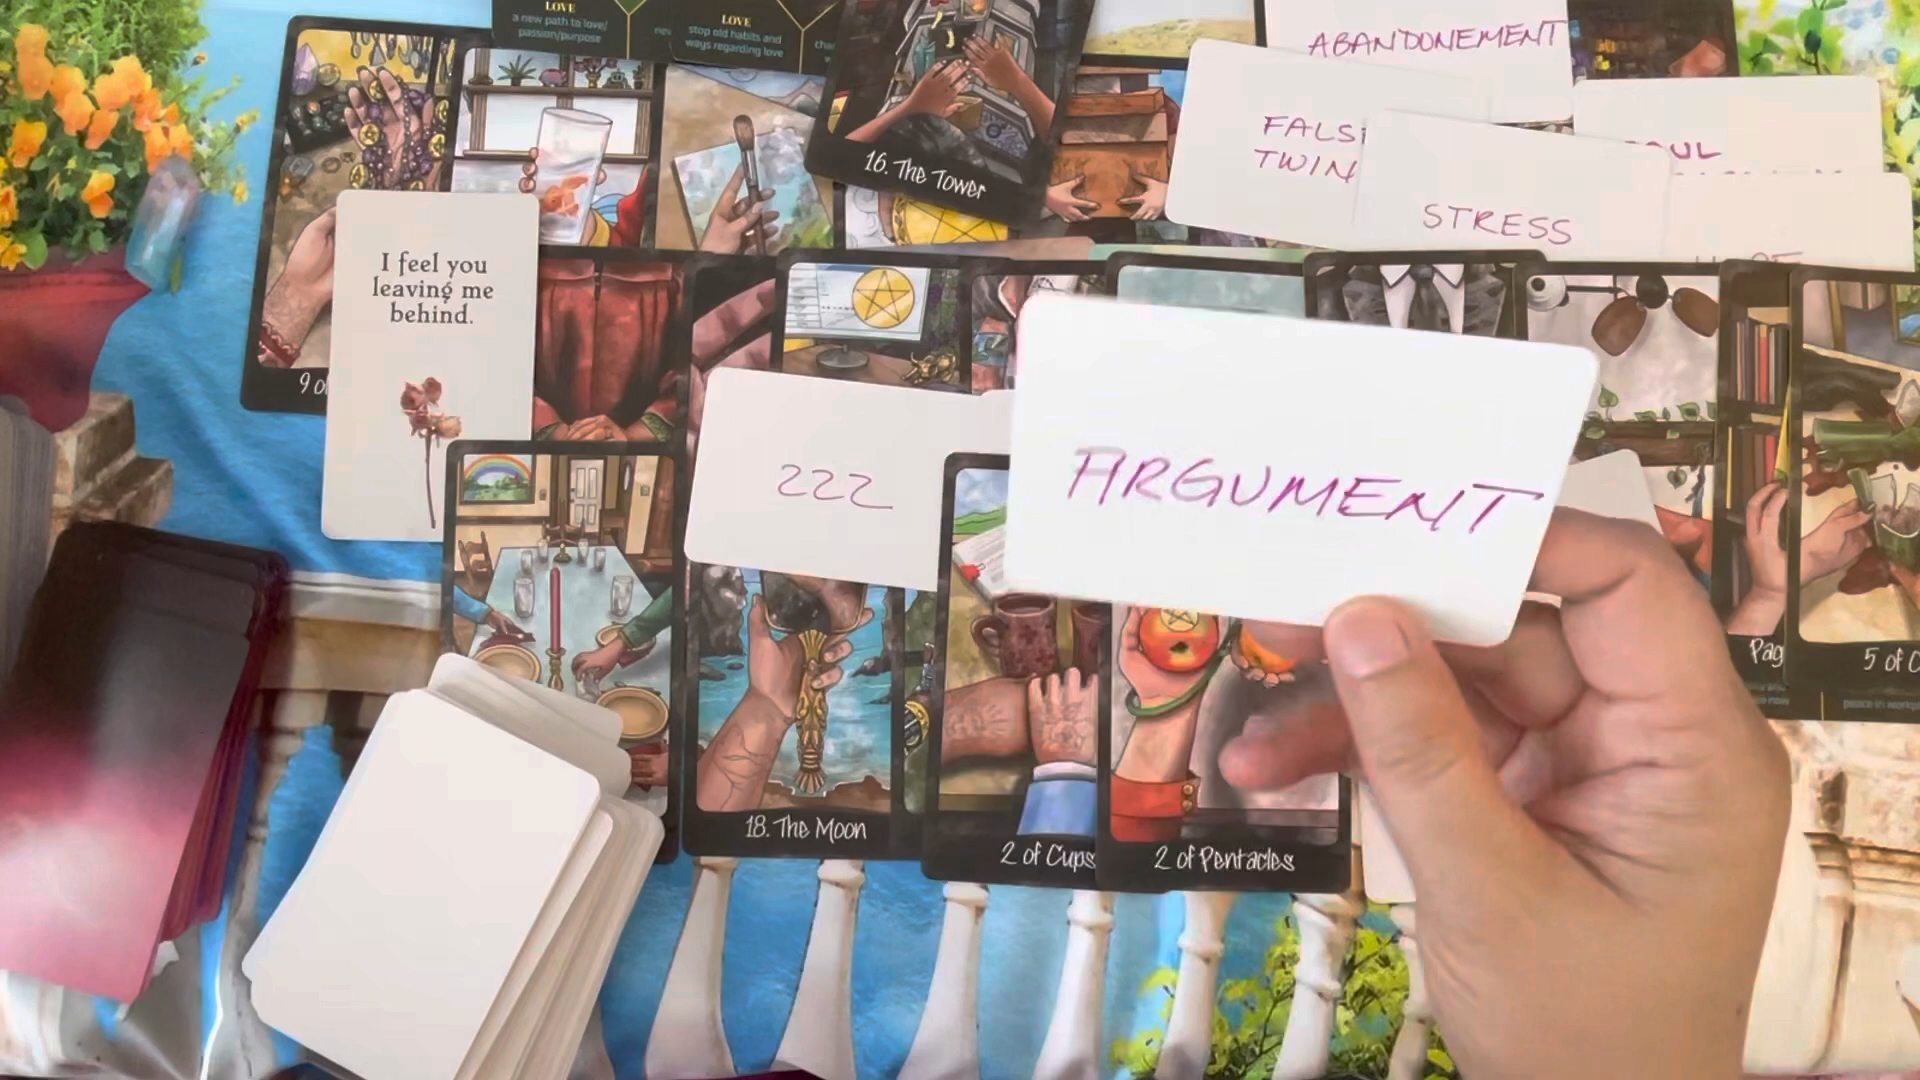 LOVE
a new path to love/
passion/purpose
LOVE
stop old habits and
ways regarding love
16. The Tower
ABANDONEMENT
FALS
TWIN
STRESS
I feel you
leaving me
behind.
9 of
222
ARGUMENT
18. The Moon
2 of Cups
2 of Pentacles
Pag
5 of C